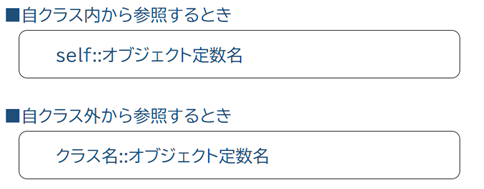 ■自クラス内から参照するとき
self::オブジェクト定数名
■自クラス外から参照するとき
クラス名::オブジェクト定数名